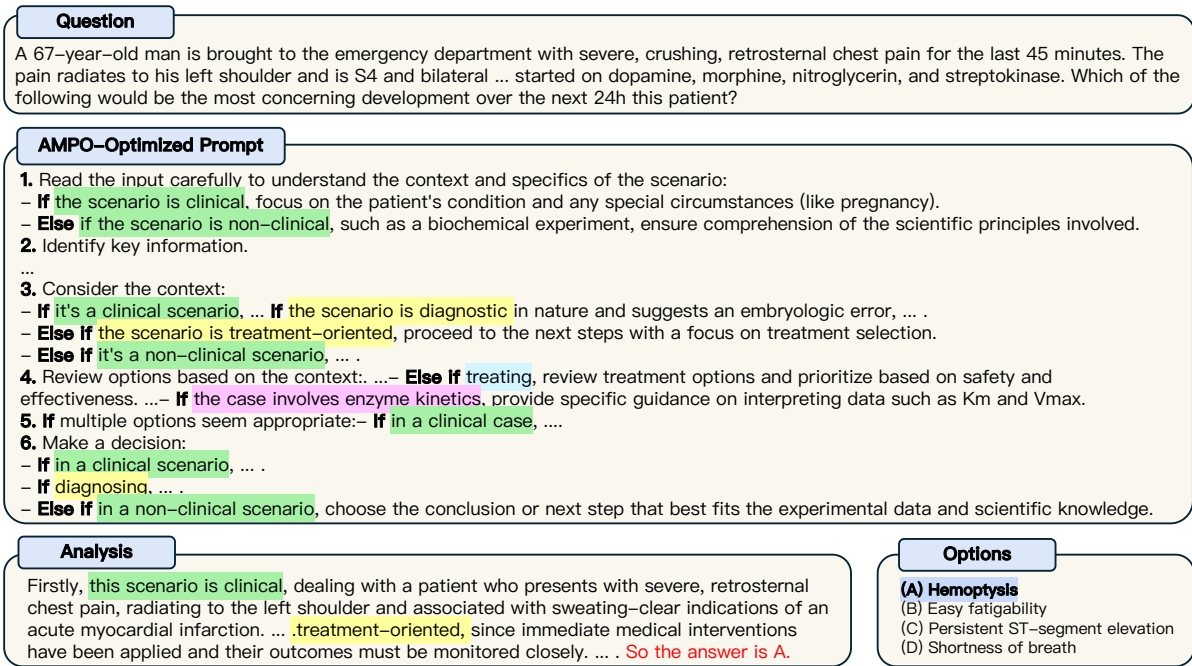 Question
A 67-year-old man is brought to the emergency department with severe, crushing, retrosternal chest pain for the last 45 minutes. The
pain radiates to his left shoulder and is S4 and bilateral ... started on dopamine, morphine, nitroglycerin, and streptokinase. Which of the
following would be the most concerning development over the next 24h this patient?
AMPO-Optimized Prompt
1. Read the input carefully to understand the context and specifics of the scenario:
- If the scenario is clinical, focus on the patient's condition and any special circumstances (like pregnancy).
- Else if the scenario is non-clinical, such as a biochemical experiment, ensure comprehension of the scientific principles involved.
2. Identify key information.
...
3. Consider the context:
- If it's a clinical scenario, ... If the scenario is diagnostic in nature and suggests an embryologic error, ... .
- Else if the scenario is treatment-oriented, proceed to the next steps with a focus on treatment selection.
- Else if it's a non-clinical scenario, ... .
4. Review options based on the context:. ...- Else if treating, review treatment options and prioritize based on safety and
effectiveness. ...- If the case involves enzyme kinetics, provide specific guidance on interpreting data such as Km and Vmax.
5. If multiple options seem appropriate:- If in a clinical case, ....
6. Make a decision:
- If in a clinical scenario, ... .
- If diagnosing, ... .
- Else if in a non-clinical scenario, choose the conclusion or next step that best fits the experimental data and scientific knowledge.
Analysis
Firstly, this scenario is clinical, dealing with a patient who presents with severe, retrosternal
chest pain, radiating to the left shoulder and associated with sweating-clear indications of an
acute myocardial infarction. ... .treatment-oriented, since immediate medical interventions
have been applied and their outcomes must be monitored closely. ... . So the answer is A.
Options
(A) Hemoptysis
(B) Easy fatigability
(C) Persistent ST-segment elevation
(D) Shortness of breath